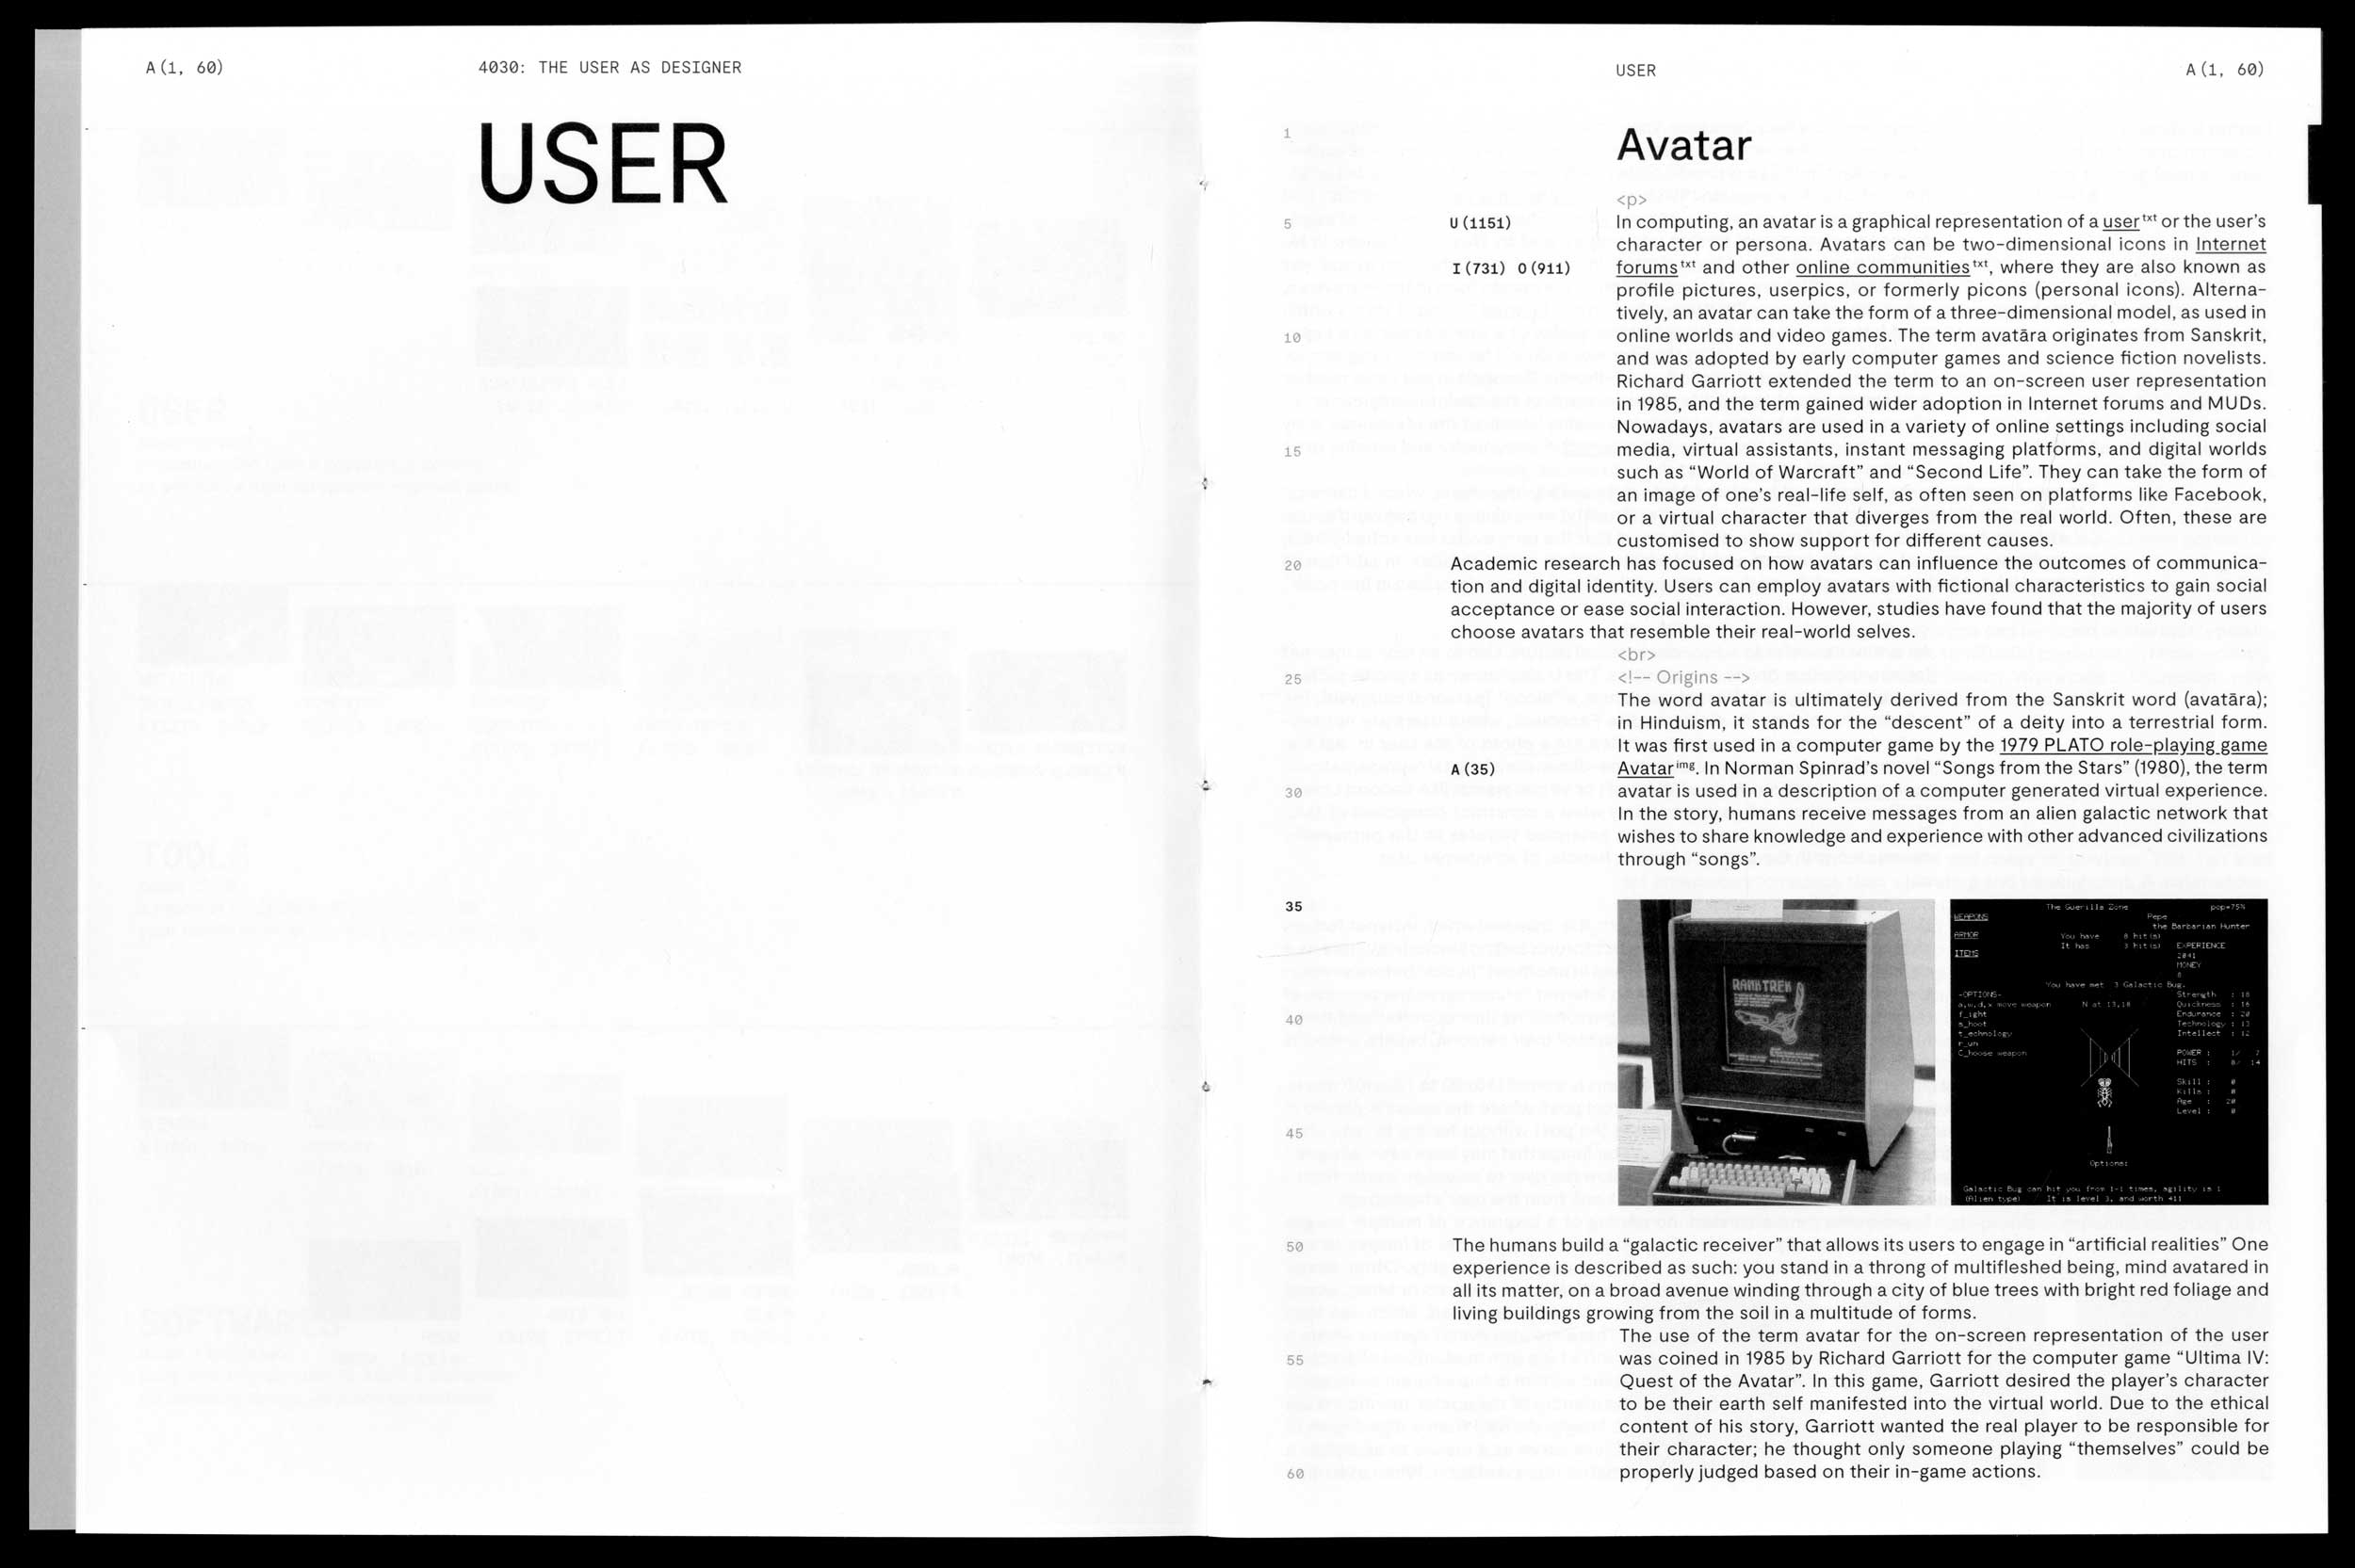 A(1, 60)
4030: THE USER AS DESIGNER
USER
USER
A(1, 60)
1
Avatar
<p>
5
U(1151)
In computing, an avatar is a graphical representation of a user txt or the user's
character or persona. Avatars can be two-dimensional icons in Internet
I(731) O(911)
forums txt and other online communities txt, where they are also known as
profile pictures, userpics, or formerly picons (personal icons). Alterna-
tively, an avatar can take the form of a three-dimensional model, as used in
10
online worlds and video games. The term avatāra originates from Sanskrit,
and was adopted by early computer games and science fiction novelists.
Richard Garriott extended the term to an on-screen user representation
in 1985, and the term gained wider adoption in Internet forums and MUDs.
Nowadays, avatars are used in a variety of online settings including social
15
media, virtual assistants, instant messaging platforms, and digital worlds
such as “World of Warcraft” and “Second Life”. They can take the form of
an image of one's real-life self, as often seen on platforms like Facebook,
or a virtual character that diverges from the real world. Often, these are
customised to show support for different causes.
20
Academic research has focused on how avatars can influence the outcomes of communica-
tion and digital identity. Users can employ avatars with fictional characteristics to gain social
acceptance or ease social interaction. However, studies have found that the majority of users
choose avatars that resemble their real-world selves.
<br>
25
<!-- Origins -->
The word avatar is ultimately derived from the Sanskrit word (avatāra);
in Hinduism, it stands for the “descent” of a deity into a terrestrial form.
It was first used in a computer game by the 1979 PLATO role-playing game
A(35)
Avatar img. In Norman Spinrad's novel “Songs from the Stars” (1980), the term
30
avatar is used in a description of a computer generated virtual experience.
In the story, humans receive messages from an alien galactic network that
wishes to share knowledge and experience with other advanced civilizations
through “songs”.
35
40
45
RANKTREK
The Guerilla Zone
pop=75%
WEAPONS
Pepe
the Barbarian Hunter
ARMOR
You have 8 hit(s)
It has 3 hit(s)
EXPERIENCE
2041
ITEMS
MONEY
0
You have met 3 Galactic Bug.
-OPTIONS-
a,w,d,x move weapon
N at 13,18
f_ight
s_hoot
t_echnology
r_un
C_hoose weapon
Strength : 18
Quickness : 16
Endurance : 20
Technology : 13
Intellect : 12
POWER : 1/ 7
HITS : 8/ 14
Skill : 0
Kills : 0
Age : 20
Level : 0
Options:
Galactic Bug can hit you from 1-1 times, agility is 1
(Alien type) It is level 3, and worth 411
50
The humans build a “galactic receiver” that allows its users to engage in “artificial realities” One
experience is described as such: you stand in a throng of multifleshed being, mind avatared in
all its matter, on a broad avenue winding through a city of blue trees with bright red foliage and
living buildings growing from the soil in a multitude of forms.
The use of the term avatar for the on-screen representation of the user
55
was coined in 1985 by Richard Garriott for the computer game “Ultima IV:
Quest of the Avatar”. In this game, Garriott desired the player's character
to be their earth self manifested into the virtual world. Due to the ethical
content of his story, Garriott wanted the real player to be responsible for
their character; he thought only someone playing “themselves” could be
60
properly judged based on their in-game actions.